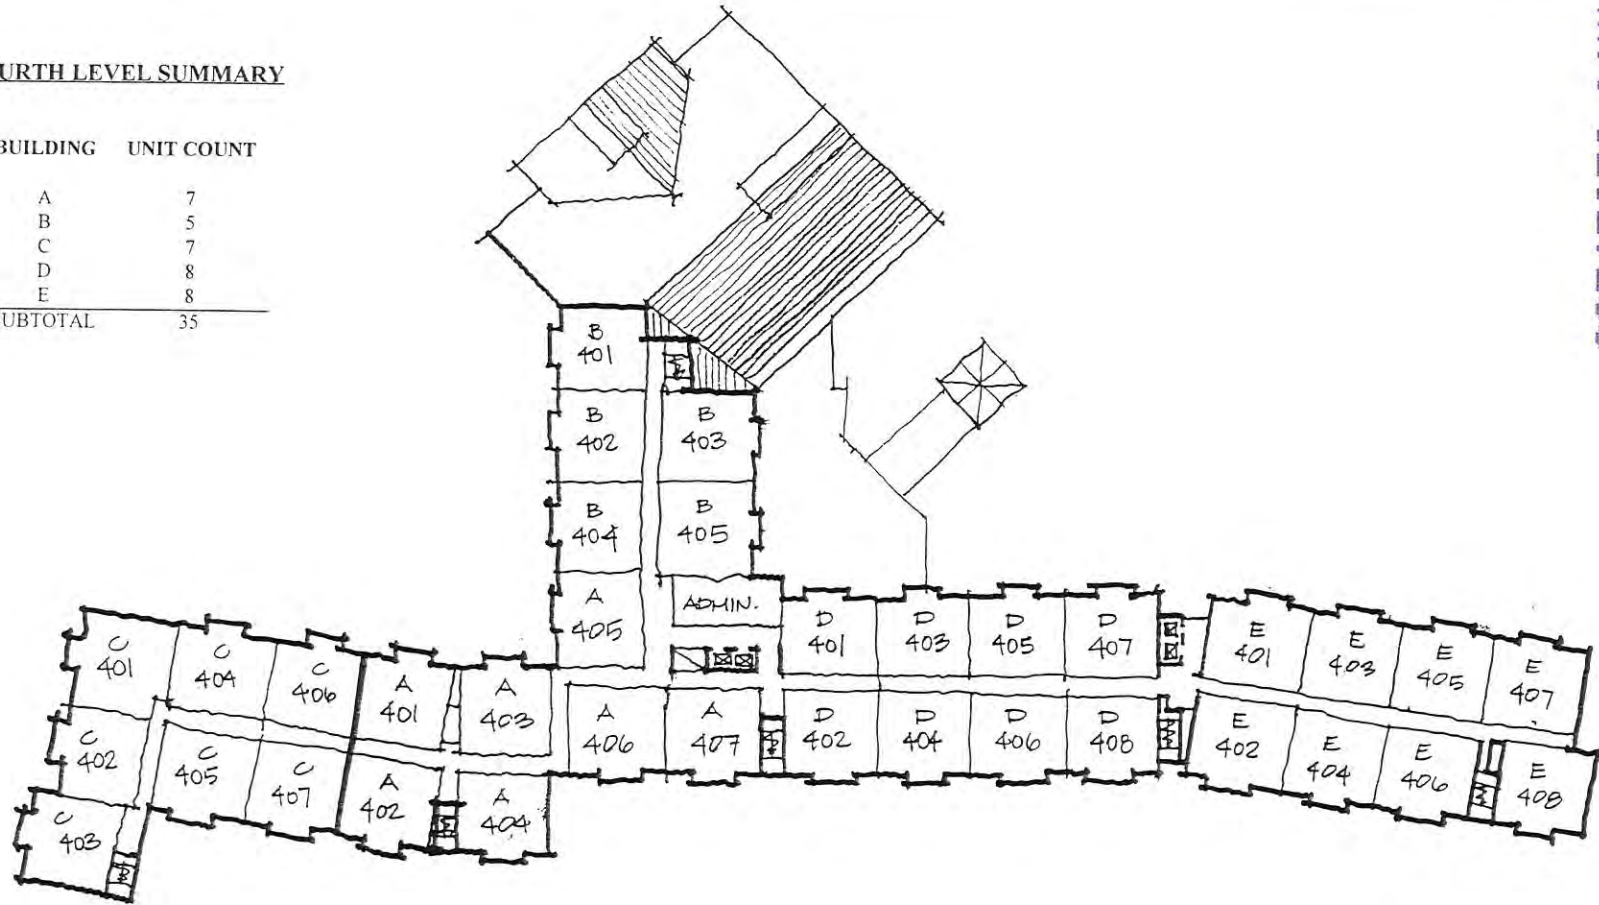 URTH LEVEL SUMMARY
BUILDING UNIT COUNT
A 7
B 5
C 7
D 8
E 8
UBTOTAL 35
B
401
B
402
B
403
B
404
B
405
A
405
ADMIN.
C
401
C
404
C
406
A
401
A
403
C
402
C
405
C
407
A
402
A
404
C
403
A
406
A
407
D
401
D
403
D
405
D
407
D
402
D
404
D
406
D
408
E
401
E
403
E
405
E
407
E
402
E
404
E
406
E
408